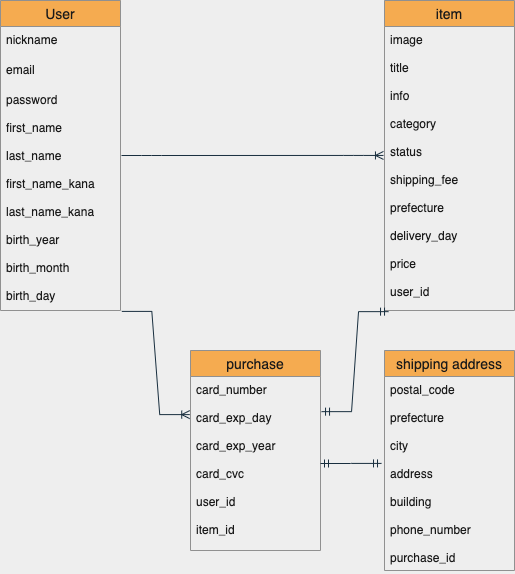 User
nickname
email
password
first_name
last_name
first_name_kana
last_name_kana
birth_year
birth_month
birth_day
item
image
title
info
category
status
shipping_fee
prefecture
delivery_day
price
user_id
purchase
card_number
card_exp_day
card_exp_year
card_cvc
user_id
item_id
shipping address
postal_code
prefecture
city
address
building
phone_number
purchase_id